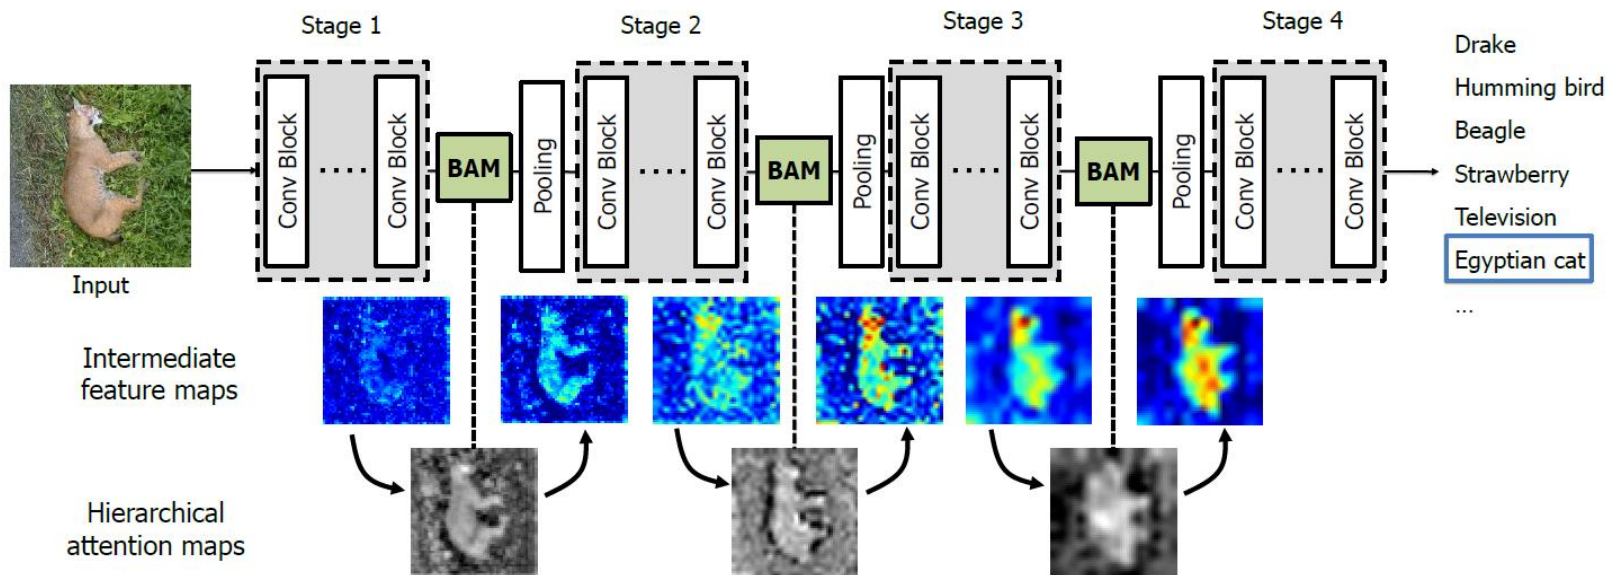 Stage 1
Stage 2
Stage 3
Stage 4
Input
Conv Block
....
Conv Block
BAM
Pooling
Conv Block
....
Conv Block
BAM
Pooling
Conv Block
....
Conv Block
BAM
Pooling
Conv Block
....
Conv Block
Drake
Humming bird
Beagle
Strawberry
Television
Egyptian cat
...
Intermediate
feature maps
Hierarchical
attention maps